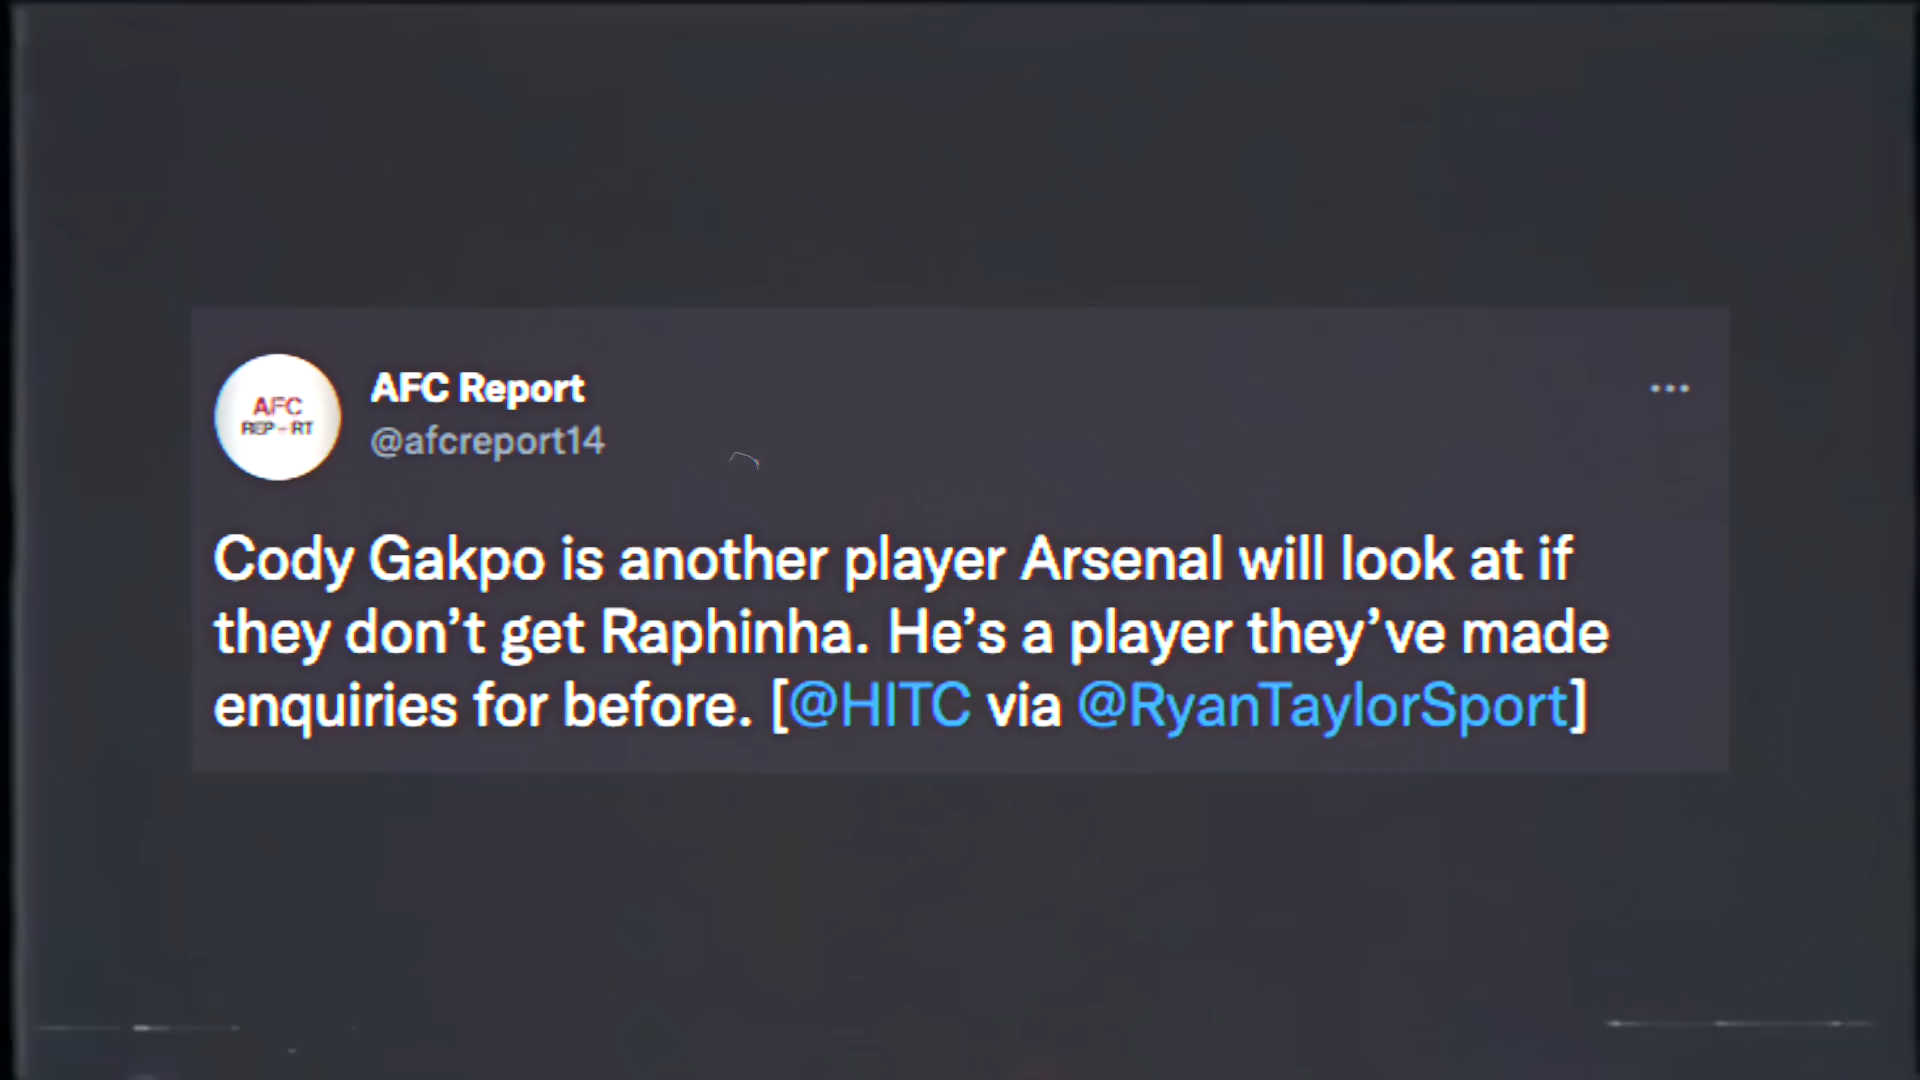 AFC
REP-RT
AFC Report
@afcreport14
Cody Gakpo is another player Arsenal will look at if
they don’t get Raphinha. He’s a player they’ve made
enquiries for before. [@HITC via @RyanTaylorSport]